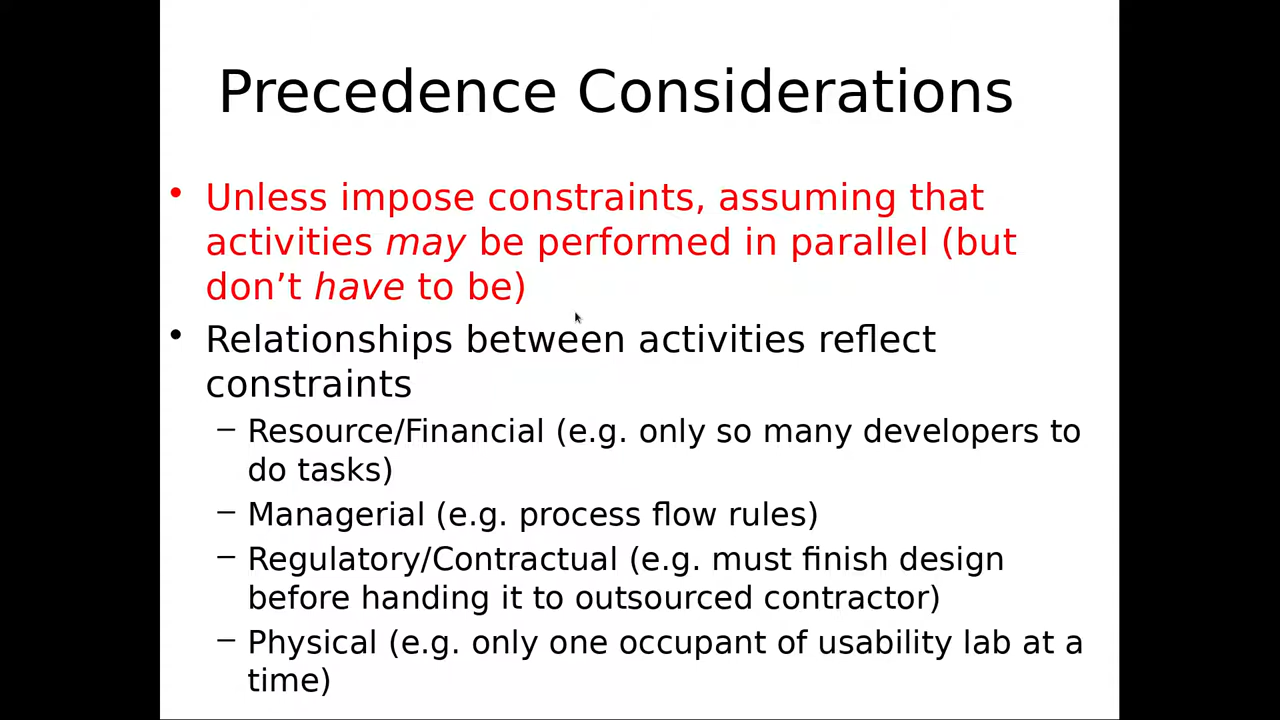 Precedence Considerations
• Unless impose constraints, assuming that
activities may be performed in parallel (but
don’t have to be)
• Relationships between activities reflect
constraints
– Resource/Financial (e.g. only so many developers to
do tasks)
– Managerial (e.g. process flow rules)
– Regulatory/Contractual (e.g. must finish design
before handing it to outsourced contractor)
– Physical (e.g. only one occupant of usability lab at a
time)